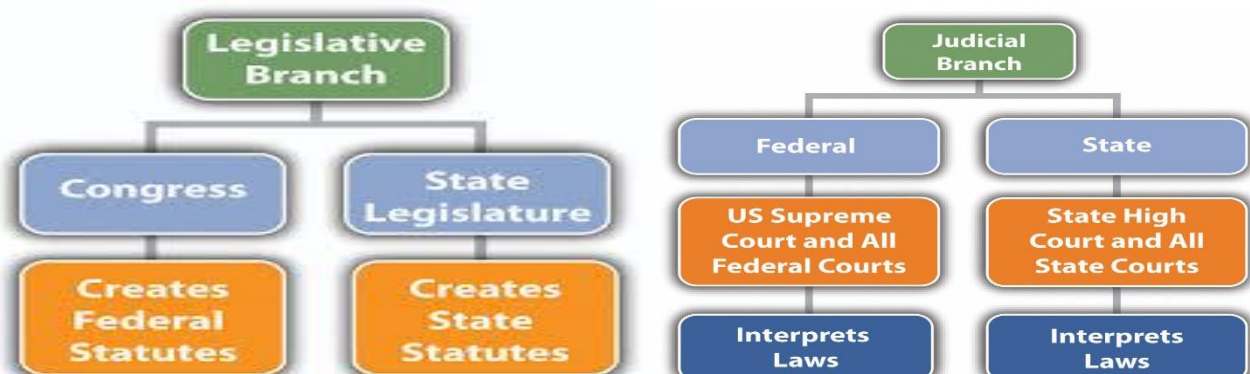 Legislative
Branch
Congress
State
Legislature
Creates
Federal
Statutes
Creates
State
Statutes
Judicial
Branch
Federal
State
US Supreme
Court and All
Federal Courts
State High
Court and All
State Courts
Interprets
Laws
Interprets
Laws